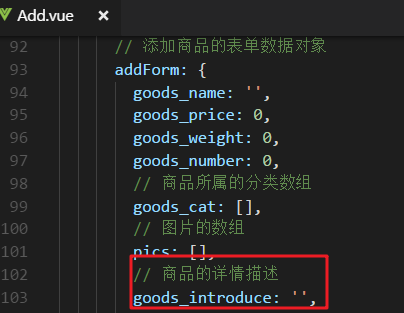 Add.vue ×
92 // 添加商品的表单数据对象
93 addForm: {
94 goods_name: '',
95 goods_price: 0,
96 goods_weight: 0,
97 goods_number: 0,
98 // 商品所属的分类数组
99 goods_cat: [],
100 // 图片的数组
101 pics: [],
102 // 商品的详情描述
103 goods_introduce: '',